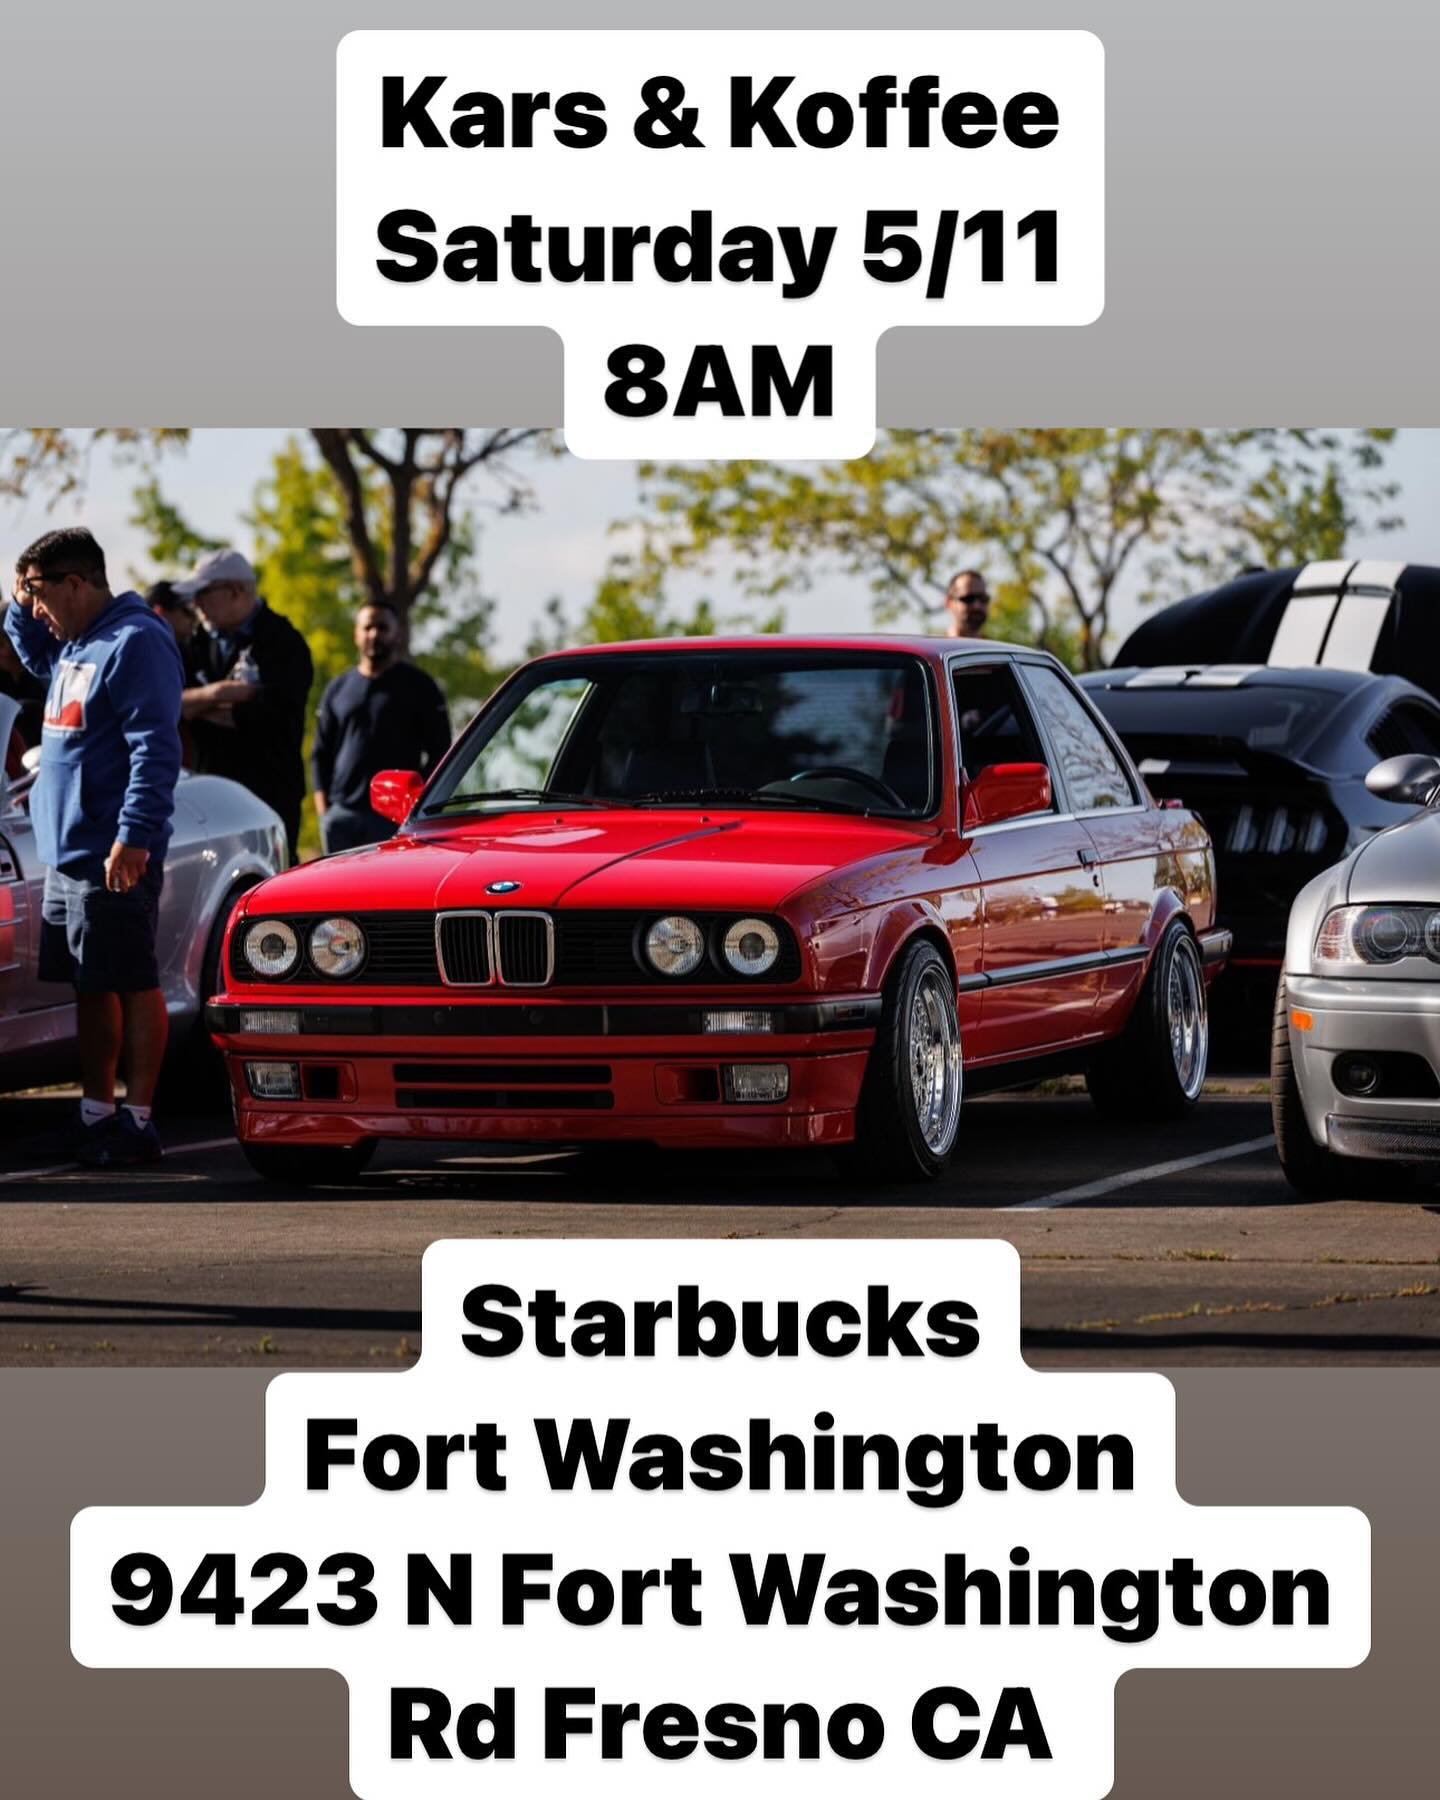 Kars & Koffee
Saturday 5/11
8AM
Starbucks
Fort Washington
9423 N Fort Washington
Rd Fresno CA